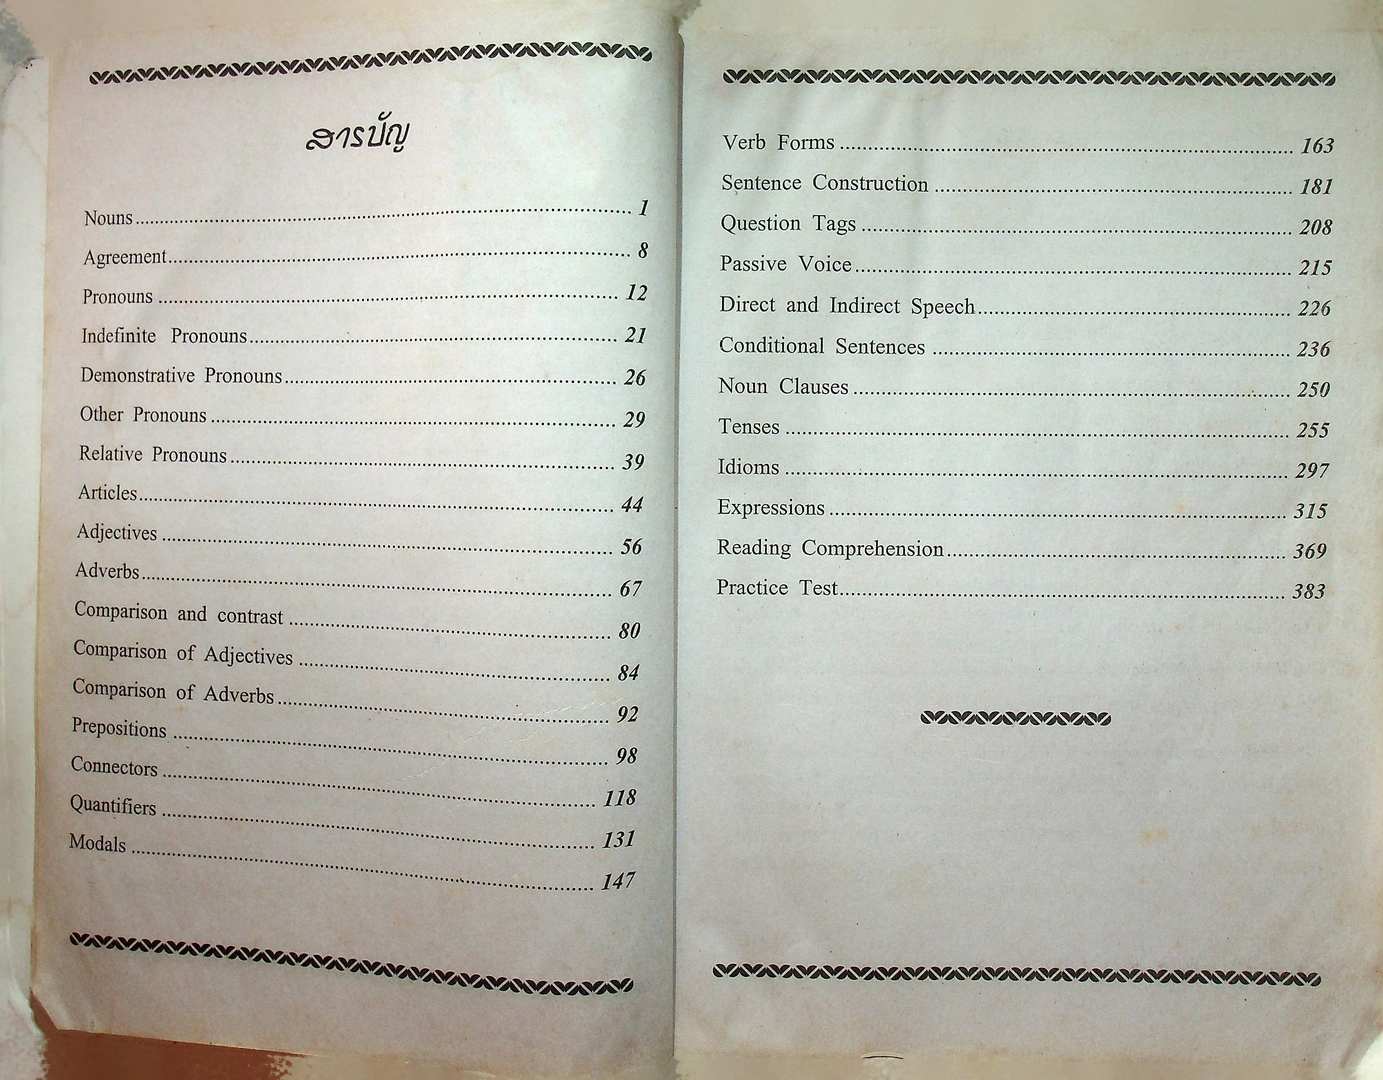 สารบัญ
Nouns 1
Agreement 8
Pronouns 12
Indefinite Pronouns 21
Demonstrative Pronouns 26
Other Pronouns 29
Relative Pronouns 39
Articles 44
Adjectives 56
Adverbs 67
Comparison and contrast 80
Comparison of Adjectives 84
Comparison of Adverbs 92
Prepositions 98
Connectors 118
Quantifiers 131
Modals 147
Verb Forms 163
Sentence Construction 181
Question Tags 208
Passive Voice 215
Direct and Indirect Speech 226
Conditional Sentences 236
Noun Clauses 250
Tenses 255
Idioms 297
Expressions 315
Reading Comprehension 369
Practice Test 383